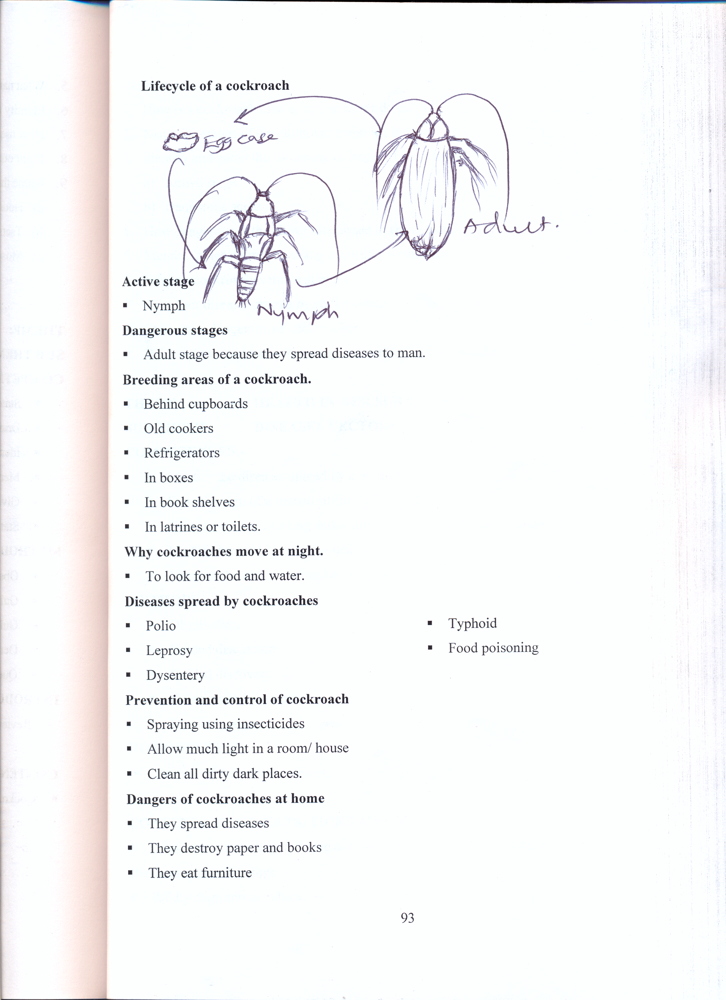 Lifecycle of a cockroach
Egg case
Adult.
Active stage
▪ Nymph
Nymph
Dangerous stages
▪ Adult stage because they spread diseases to man.
Breeding areas of a cockroach.
▪ Behind cupboards
▪ Old cookers
▪ Refrigerators
▪ In boxes
▪ In book shelves
▪ In latrines or toilets.
Why cockroaches move at night.
▪ To look for food and water.
Diseases spread by cockroaches
▪ Polio
▪ Leprosy
▪ Dysentery
▪ Typhoid
▪ Food poisoning
Prevention and control of cockroach
▪ Spraying using insecticides
▪ Allow much light in a room/ house
▪ Clean all dirty dark places.
Dangers of cockroaches at home
▪ They spread diseases
▪ They destroy paper and books
▪ They eat furniture
93